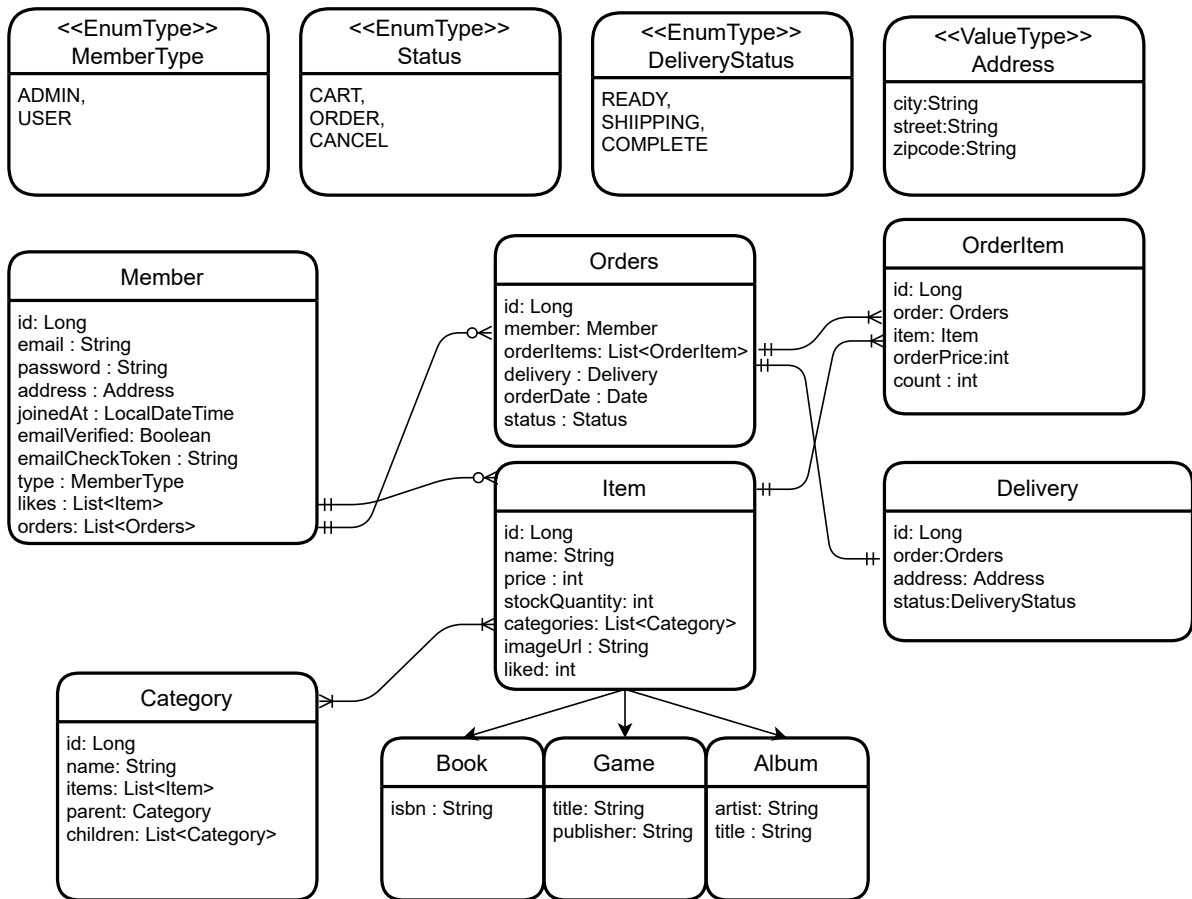 <<EnumType>>
MemberType
ADMIN,
USER
<<EnumType>>
Status
CART,
ORDER,
CANCEL
<<EnumType>>
DeliveryStatus
READY,
SHIIPPING,
COMPLETE
<<ValueType>>
Address
city:String
street:String
zipcode:String
Member
id: Long
email : String
password : String
address : Address
joinedAt : LocalDateTime
emailVerified: Boolean
emailCheckToken : String
type : MemberType
likes : List<Item>
orders: List<Orders>
Orders
id: Long
member: Member
orderItems: List<OrderItem>
delivery : Delivery
orderDate : Date
status : Status
OrderItem
id: Long
order: Orders
item: Item
orderPrice:int
count : int
Item
id: Long
name: String
price : int
stockQuantity: int
categories: List<Category>
imageUrl : String
liked: int
Delivery
id: Long
order:Orders
address: Address
status:DeliveryStatus
Category
id: Long
name: String
items: List<Item>
parent: Category
children: List<Category>
Book
isbn : String
Game
title: String
publisher: String
Album
artist: String
title : String